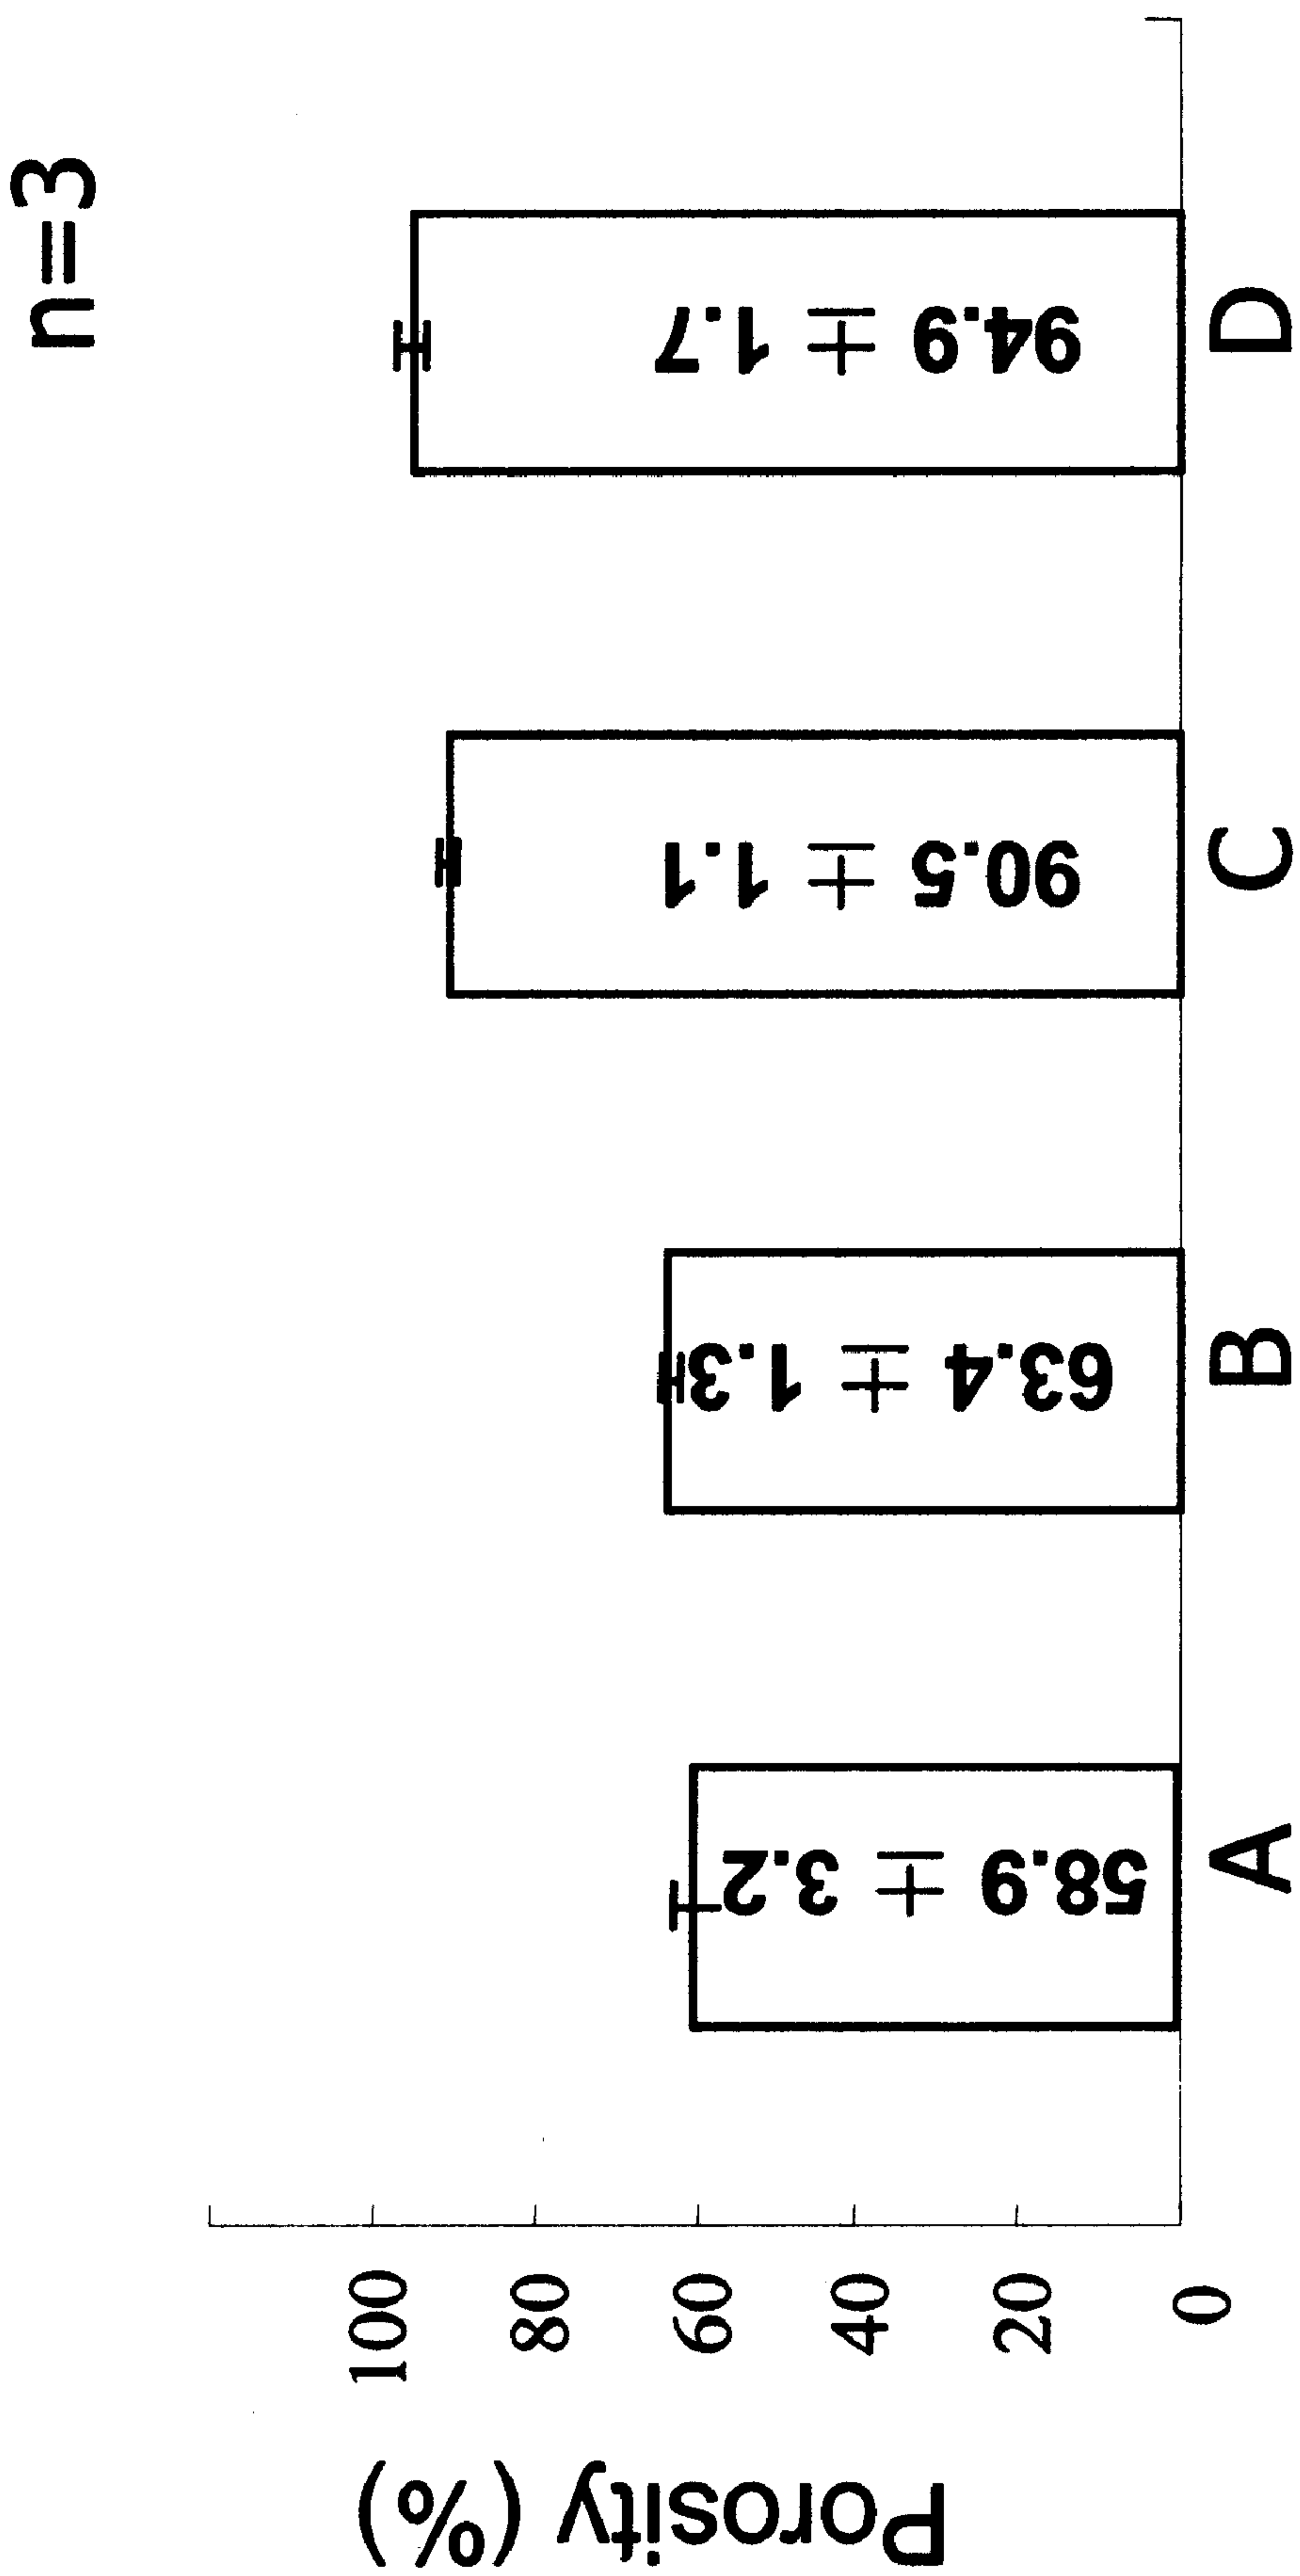 n=3
Porosity (%)
100
80
60
40
20
0
58.9 ± 3.2
63.4 ± 1.3
90.5 ± 1.1
94.9 ± 1.7
A
B
C
D